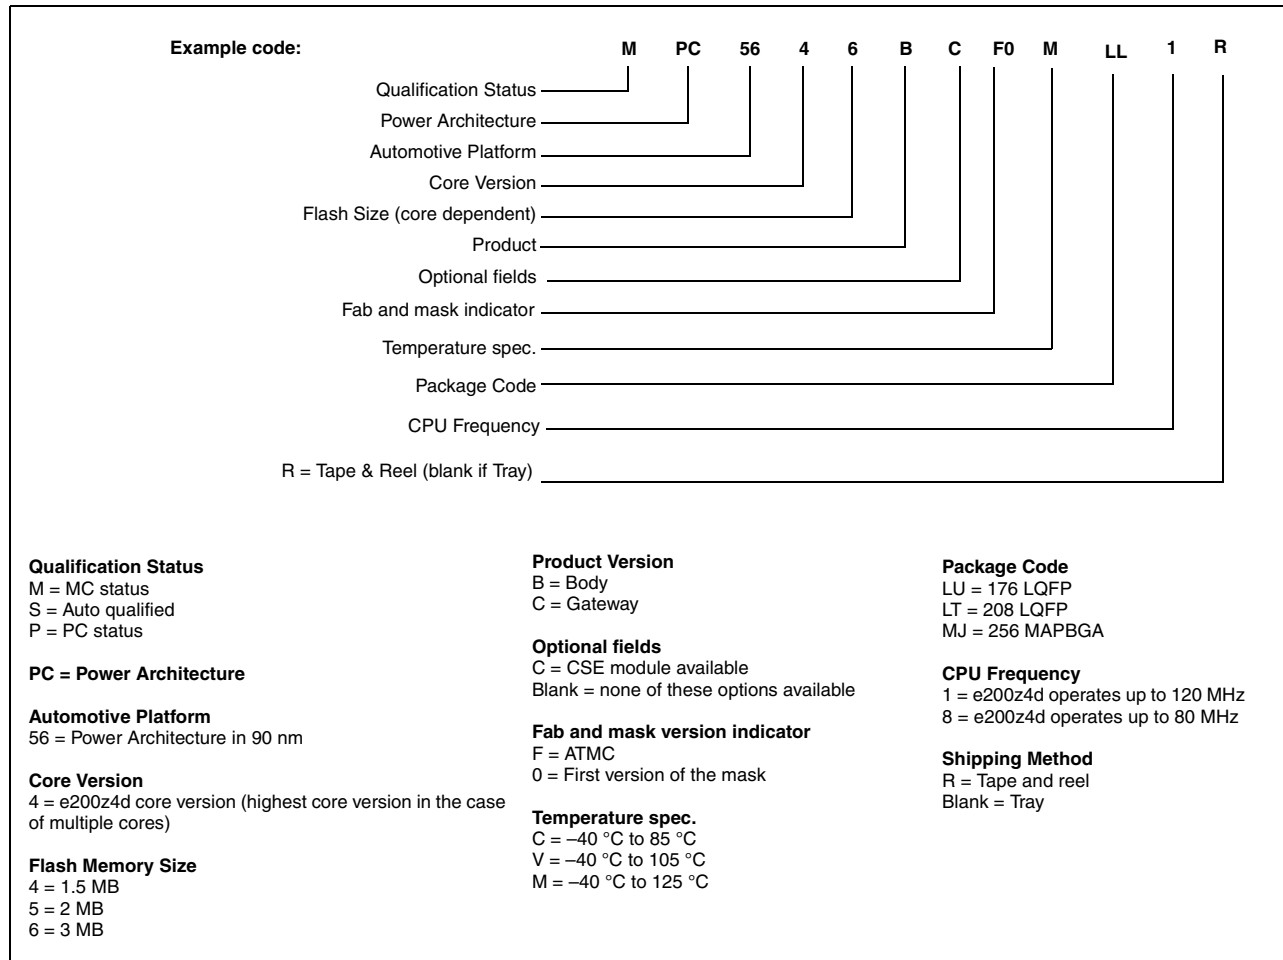 Example code: M PC 56 4 6 B C F0 M LL 1 R
Qualification Status
Power Architecture
Automotive Platform
Core Version
Flash Size (core dependent)
Product
Optional fields
Fab and mask indicator
Temperature spec.
Package Code
CPU Frequency
R = Tape & Reel (blank if Tray)
Qualification Status
M = MC status
S = Auto qualified
P = PC status
PC = Power Architecture
Automotive Platform
56 = Power Architecture in 90 nm
Core Version
4 = e200z4d core version (highest core version in the case
of multiple cores)
Flash Memory Size
4 = 1.5 MB
5 = 2 MB
6 = 3 MB
Product Version
B = Body
C = Gateway
Optional fields
C = CSE module available
Blank = none of these options available
Fab and mask version indicator
F = ATMC
0 = First version of the mask
Temperature spec.
C = –40 °C to 85 °C
V = –40 °C to 105 °C
M = –40 °C to 125 °C
Package Code
LU = 176 LQFP
LT = 208 LQFP
MJ = 256 MAPBGA
CPU Frequency
1 = e200z4d operates up to 120 MHz
8 = e200z4d operates up to 80 MHz
Shipping Method
R = Tape and reel
Blank = Tray